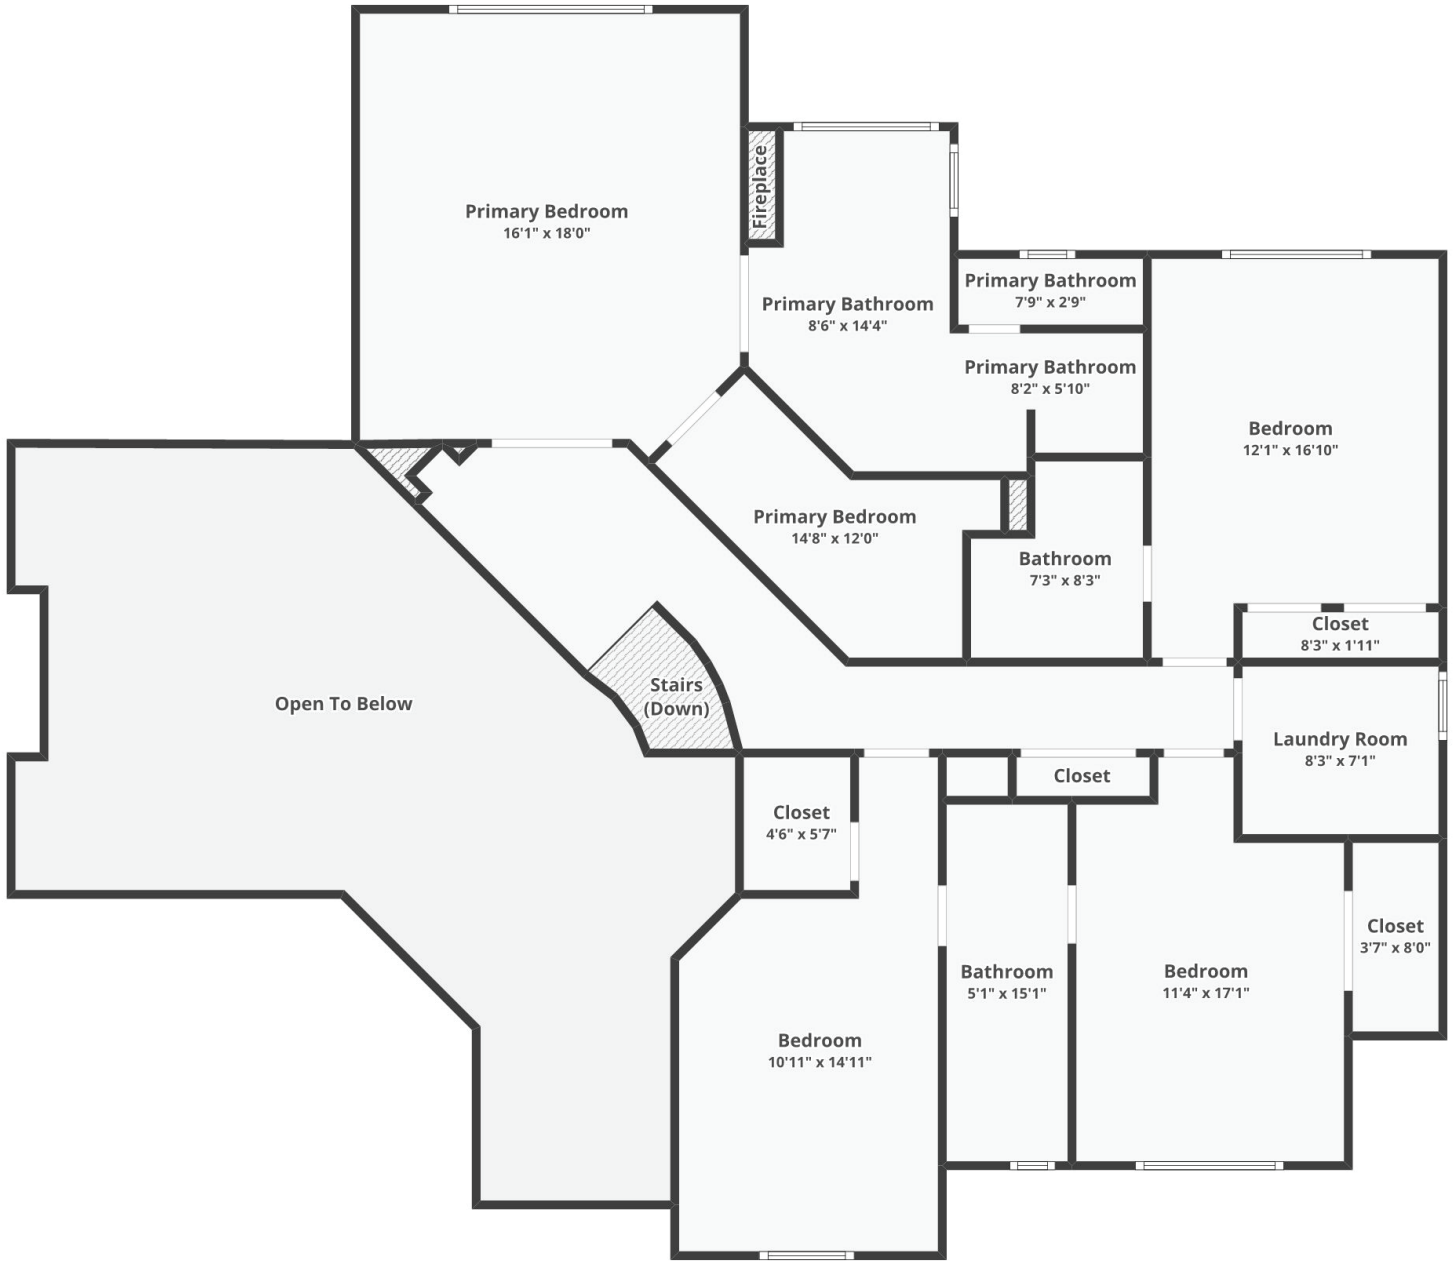 Fireplace
Primary Bedroom
16'1" x 18'0"
Primary Bathroom
7'9" x 2'9"
Primary Bathroom
8'6" x 14'4"
Primary Bathroom
8'2" x 5'10"
Bedroom
12'1" x 16'10"
Primary Bedroom
14'8" x 12'0"
Bathroom
7'3" x 8'3"
Closet
8'3" x 1'11"
Stairs
(Down)
Open To Below
Laundry Room
8'3" x 7'1"
Closet
Closet
4'6" x 5'7"
Closet
3'7" x 8'0"
Bathroom
5'1" x 15'1"
Bedroom
11'4" x 17'1"
Bedroom
10'11" x 14'11"